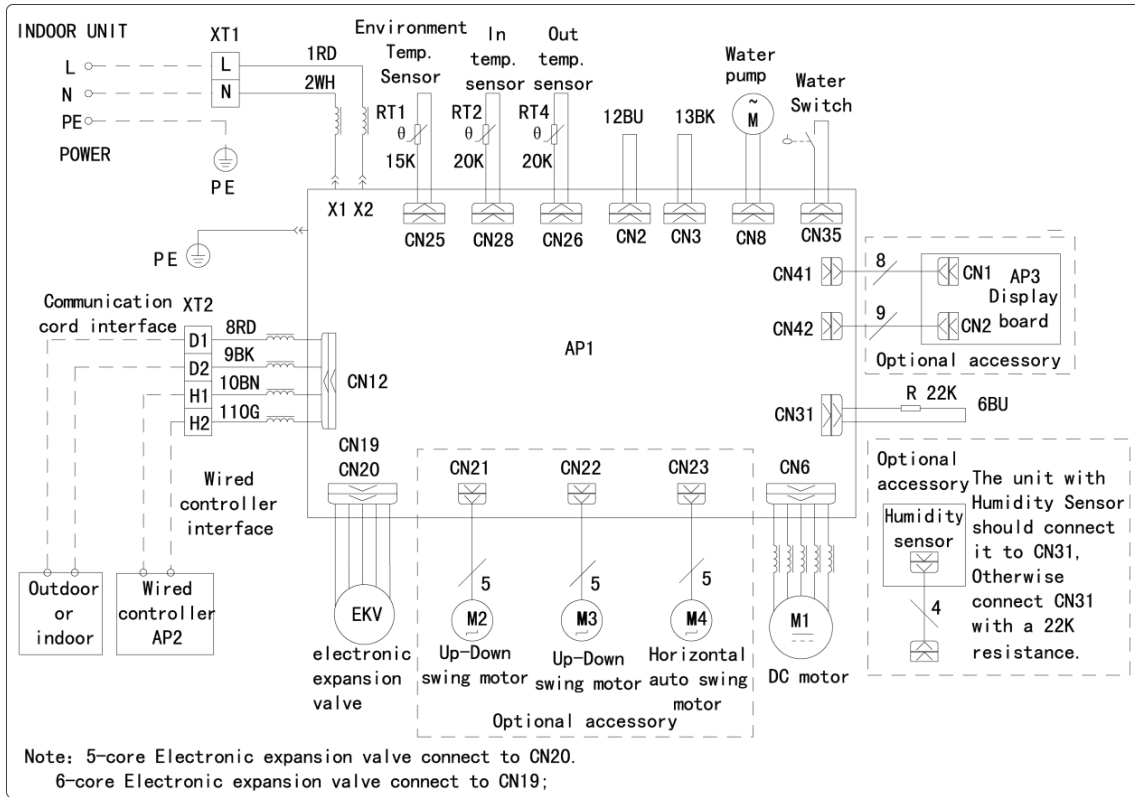 INDOOR UNIT
XT1
L
N
PE
POWER
L
N
1RD
2WH
PE
Environment
Temp.
Sensor
In
temp.
sensor
Out
temp.
sensor
Water
pump
Water
Switch
RT1
θ
15K
RT2
θ
20K
RT4
θ
20K
12BU
13BK
~
M
X1 X2
CN25
CN28
CN26
CN2
CN3
CN8
CN35
PE
Communication
cord interface
XT2
D1
D2
H1
H2
8RD
9BK
10BN
11OG
CN12
AP1
CN41
CN42
8
9
CN1
CN2
AP3
Display
board
Optional accessory
CN31
R 22K
6BU
Wired
controller
interface
CN19
CN20
CN21
CN22
CN23
CN6
Outdoor
or
indoor
Wired
controller
AP2
EKV
electronic
expansion
valve
5
M2
Up-Down
swing motor
5
M3
Up-Down
swing motor
5
M4
Horizontal
auto swing
motor
Optional accessory
M1
DC motor
Optional
accessory
Humidity
sensor
4
The unit with
Humidity Sensor
should connect
it to CN31,
Otherwise
connect CN31
with a 22K
resistance.
Note: 5-core Electronic expansion valve connect to CN20.
6-core Electronic expansion valve connect to CN19;